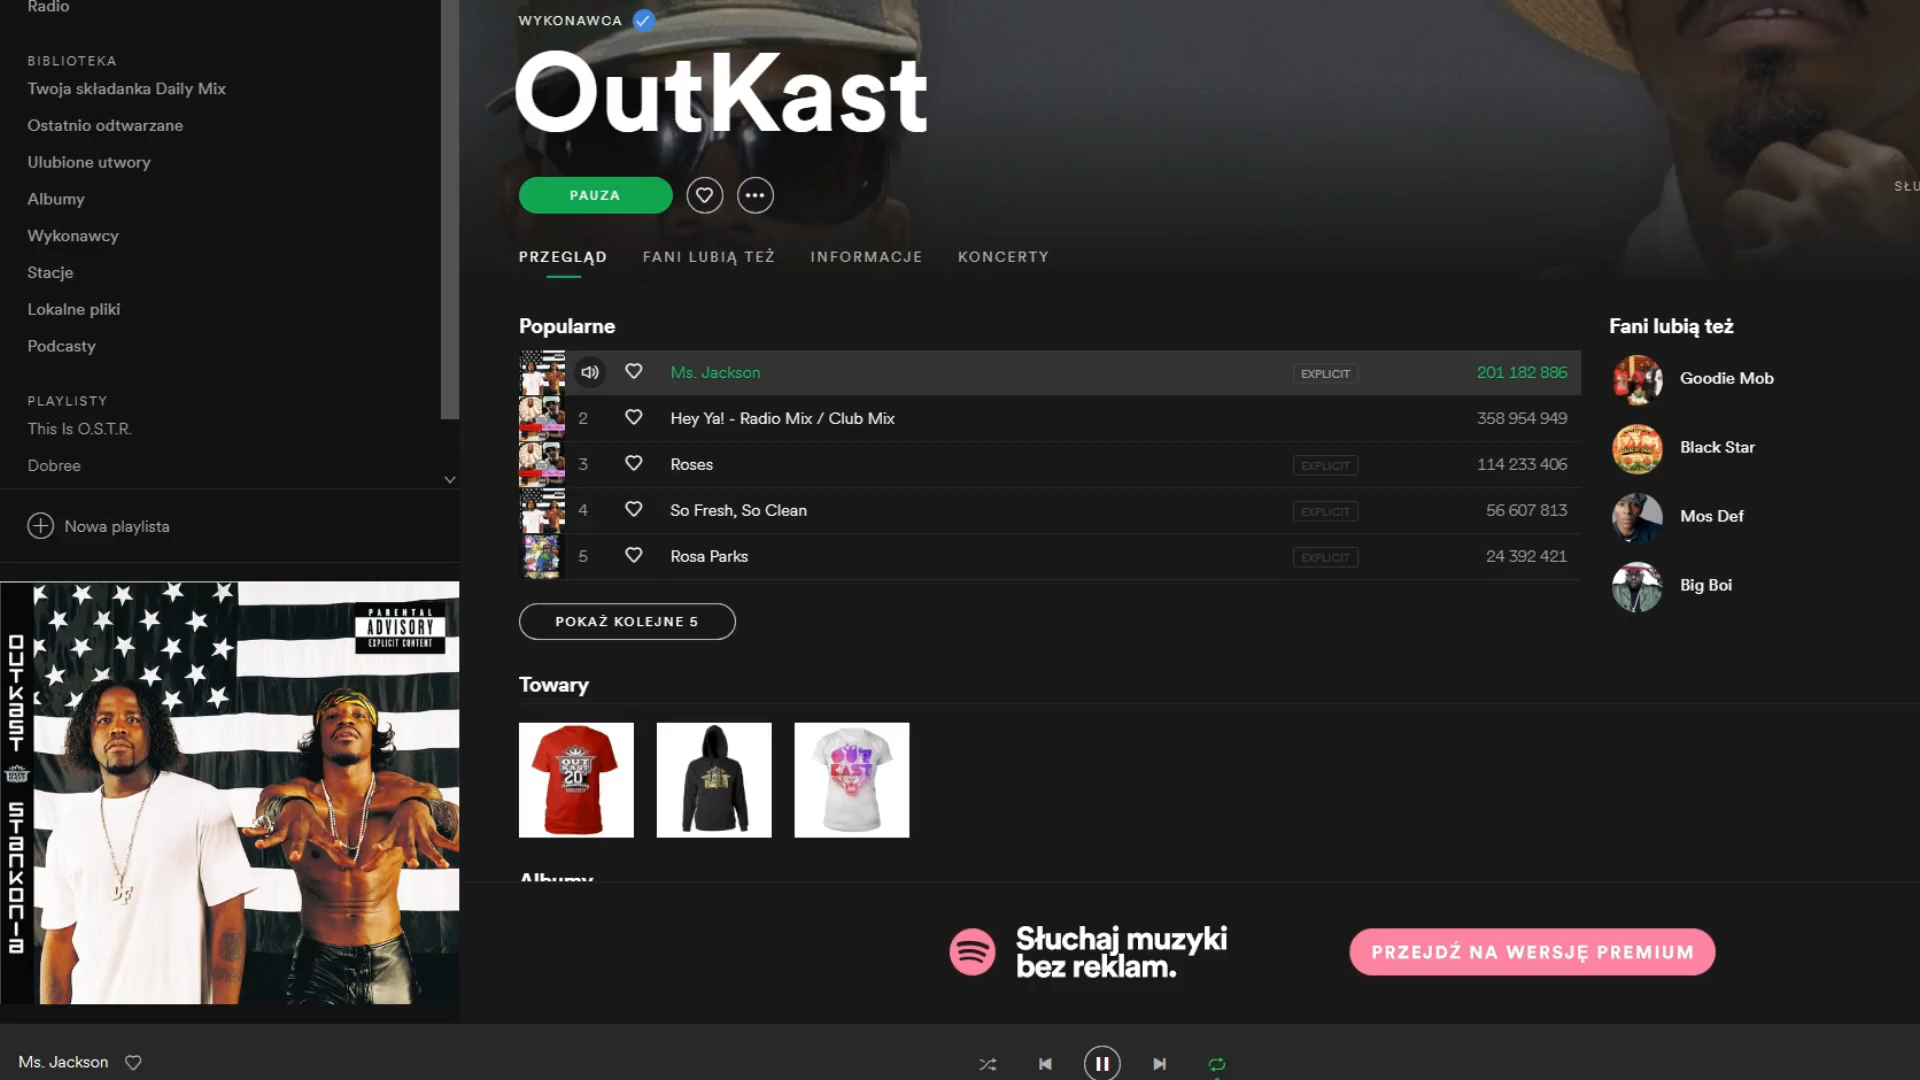 Radio
BIBLIOTEKA
Twoja składanka Daily Mix
Ostatnio odtwarzane
Ulubione utwory
Albumy
Wykonawcy
Stacje
Lokalne pliki
Podcasty
PLAYLISTY
This Is O.S.T.R.
Dobree
Nowa playlista
OUTKAST STANKONIA
PARENTAL
ADVISORY
EXPLICIT CONTENT
WYKONAWCA
OutKast
PAUZA
PRZEGLĄD FANI LUBIĄ TEŻ INFORMACJE KONCERTY
Popularne
Ms. Jackson EXPLICIT 201 182 886
2 Hey Ya! - Radio Mix / Club Mix 358 954 949
3 Roses EXPLICIT 114 233 406
4 So Fresh, So Clean EXPLICIT 56 607 813
5 Rosa Parks EXPLICIT 24 392 421
POKAŻ KOLEJNE 5
Fani lubią też
Goodie Mob
Black Star
Mos Def
Big Boi
Towary
OUT
KAST
20
Albumy
Słuchaj muzyki
bez reklam.
PRZEJDŹ NA WERSJĘ PREMIUM
Ms. Jackson